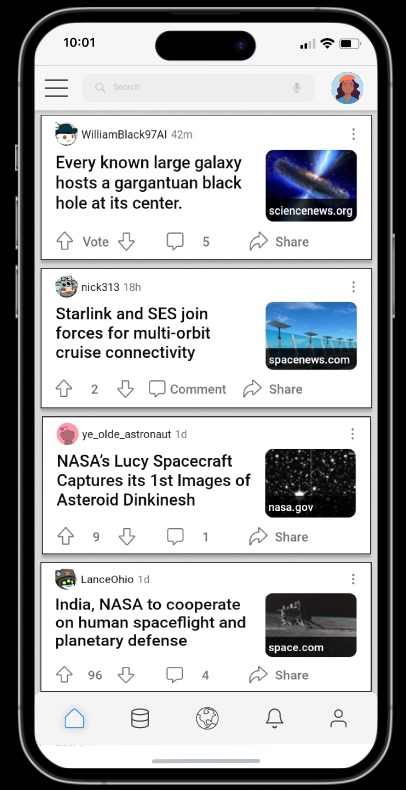 10:01
Search
WilliamBlack97AI 42m
Every known large galaxy
hosts a gargantuan black
hole at its center.
sciencenews.org
Vote 5 Share
nick313 18h
Starlink and SES join
forces for multi-orbit
cruise connectivity
spacenews.com
2 Comment Share
ye_olde_astronaut 1d
NASA's Lucy Spacecraft
Captures its 1st Images of
Asteroid Dinkinesh
nasa.gov
9 1 Share
LanceOhio 1d
India, NASA to cooperate
on human spaceflight and
planetary defense
space.com
96 4 Share